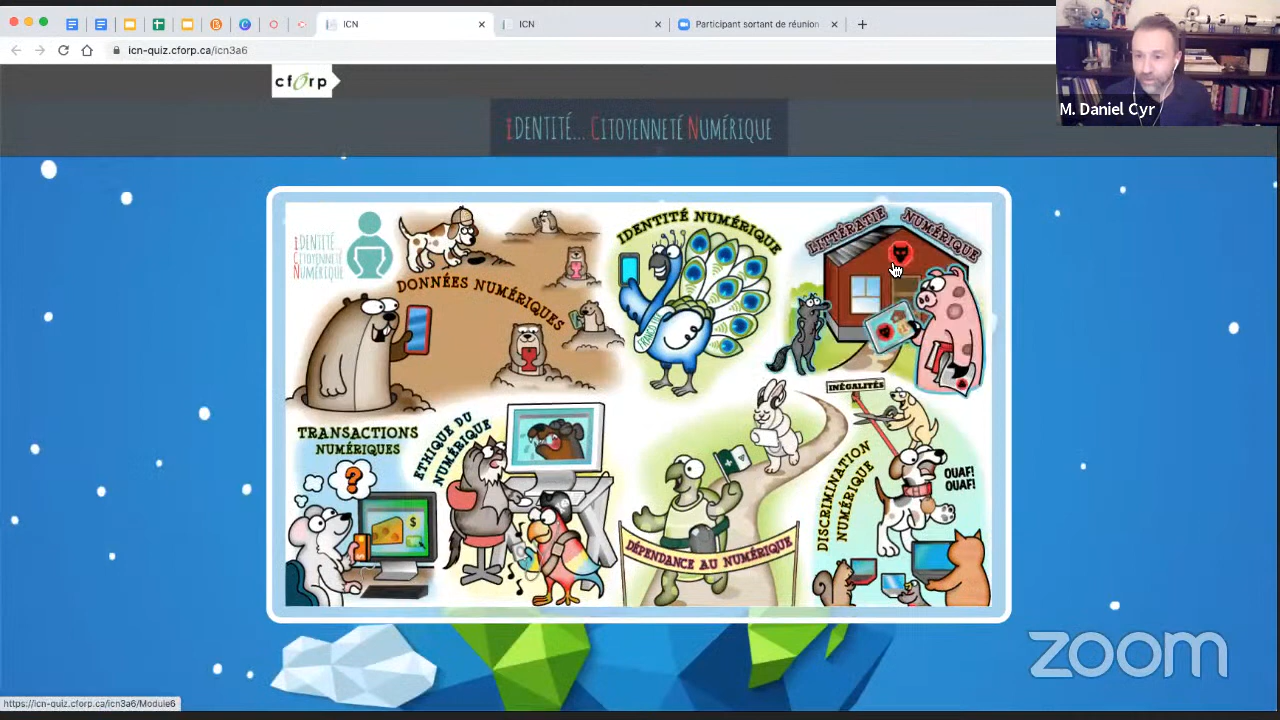 ICN
ICN
Participant sortant de réunion
icn-quiz.cforp.ca/icn3a6
M. Daniel Cyr
cforp
iDENTITÉ... CITOYENNETÉ NUMÉRIQUE
iDENTITÉ
CITOYENNETÉ
NUMÉRIQUE
DONNÉES NUMÉRIQUES
IDENTITÉ NUMÉRIQUE
LITTÉRATIE NUMÉRIQUE
TRANSACTIONS
NUMÉRIQUES
?
$
ETHIQUE DU
NUMÉRIQUE
DÉPENDANCE AU NUMÉRIQUE
INÉGALITÉS
DISCRIMINATION
NUMÉRIQUE
OUAF!
OUAF!
zoom
https://icn-quiz.cforp.ca/icn3a6/Module6